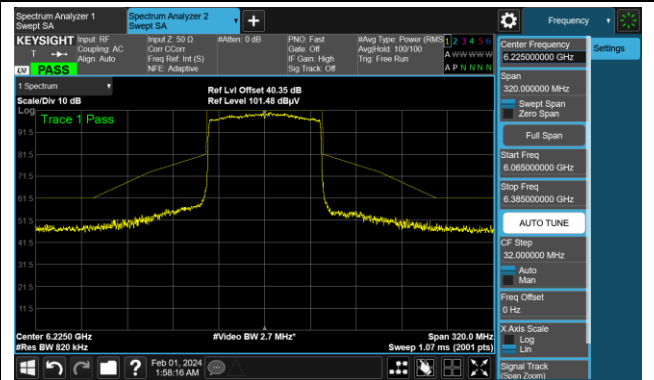 Spectrum Analyzer 1
Swept SA
Spectrum Analyzer 2
Swept SA
+
Frequency
KEYSIGHT
Input: RF
Coupling: AC
Align: Auto
Input Z: 50 Ω
Corr CCorr
Freq Ref: Int (S)
NFE: Adaptive
#Atten: 0 dB
PNO: Fast
Gate: Off
IF Gain: High
Sig Track: Off
#Avg Type: Power (RMS
Avg|Hold: 100/100
Trig: Free Run
1 2 3 4 5 6
A W W W W W
A P N N N N
T
LXI PASS
Center Frequency
6.225000000 GHz
Settings
Span
320.000000 MHz
Swept Span
Zero Span
Full Span
Start Freq
6.065000000 GHz
Stop Freq
6.385000000 GHz
AUTO TUNE
CF Step
32.000000 MHz
Auto
Man
Freq Offset
0 Hz
X Axis Scale
Log
Lin
Signal Track
(Span Zoom)
1 Spectrum
Scale/Div 10 dB
Ref Lvl Offset 40.35 dB
Ref Level 101.48 dBµV
Log
Trace 1 Pass
91.5
81.5
71.5
61.5
51.5
41.5
31.5
21.5
11.5
Center 6.2250 GHz
#Res BW 820 kHz
#Video BW 2.7 MHz*
Span 320.0 MHz
Sweep 1.07 ms (2001 pts)
?
Feb 01, 2024
1:58:16 AM